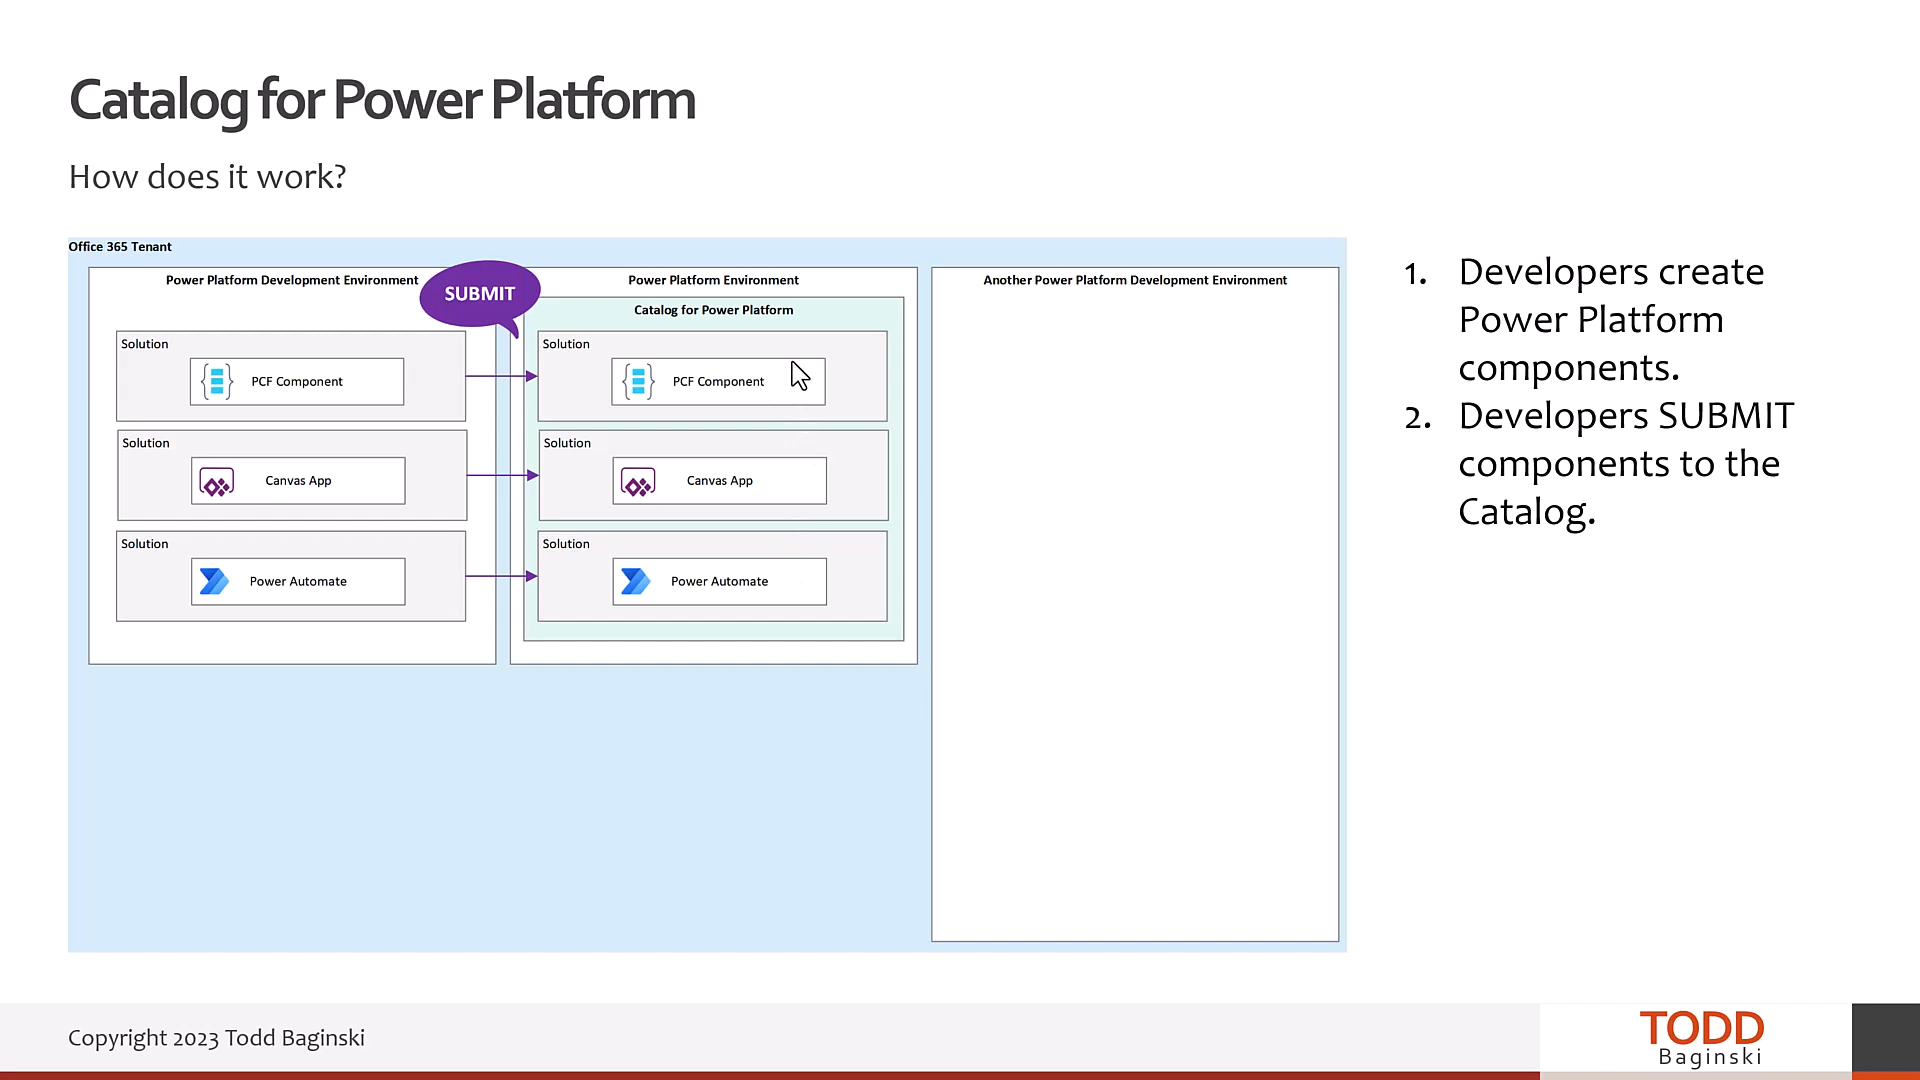 Catalog for Power Platform
How does it work?
Office 365 Tenant
Power Platform Development Environment
SUBMIT
Solution
PCF Component
Solution
Canvas App
Solution
Power Automate
Power Platform Environment
Catalog for Power Platform
Solution
PCF Component
Solution
Canvas App
Solution
Power Automate
Another Power Platform Development Environment
1. Developers create
Power Platform
components.
2. Developers SUBMIT
components to the
Catalog.
Copyright 2023 Todd Baginski
TODD
Baginski